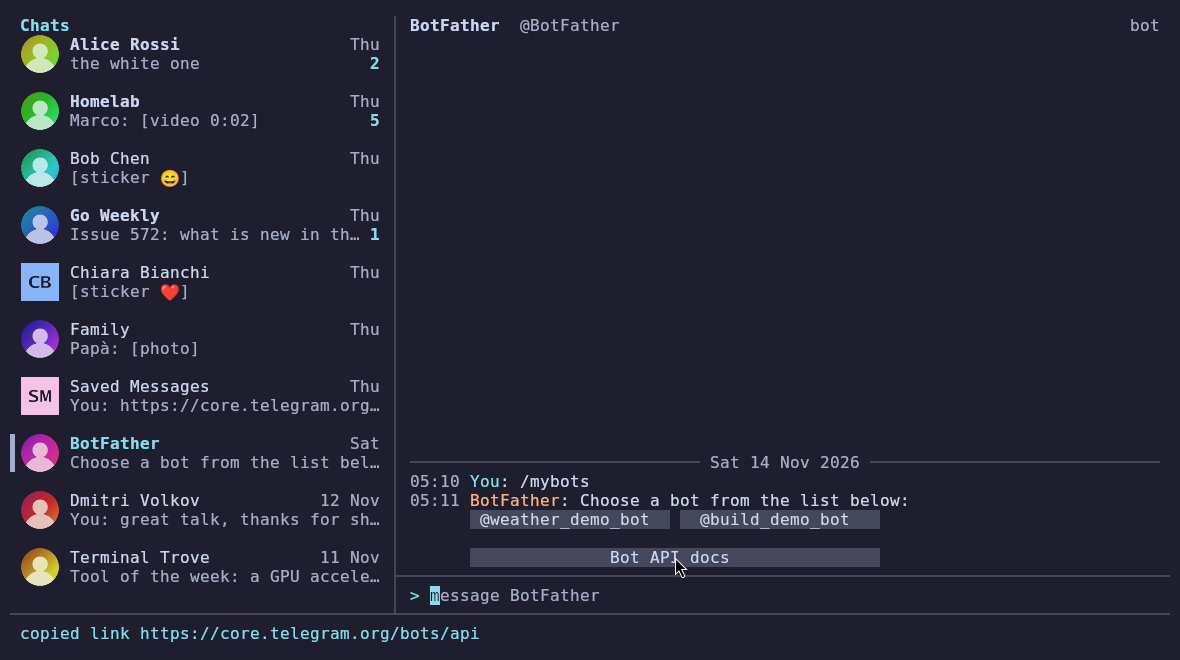 Chats
Alice Rossi Thu
the white one 2
Homelab Thu
Marco: [video 0:02] 5
Bob Chen Thu
[sticker 😄]
Go Weekly Thu
Issue 572: what is new in th… 1
CB
Chiara Bianchi Thu
[sticker ❤️]
Family Thu
Papà: [photo]
SM
Saved Messages Thu
You: https://core.telegram.org…
BotFather Sat
Choose a bot from the list bel…
Dmitri Volkov 12 Nov
You: great talk, thanks for sh…
Terminal Trove 11 Nov
Tool of the week: a GPU accele…
BotFather @BotFather bot
Sat 14 Nov 2026
05:10 You: /mybots
05:11 BotFather: Choose a bot from the list below:
@weather_demo_bot @build_demo_bot
Bot API docs
> message BotFather
copied link https://core.telegram.org/bots/api